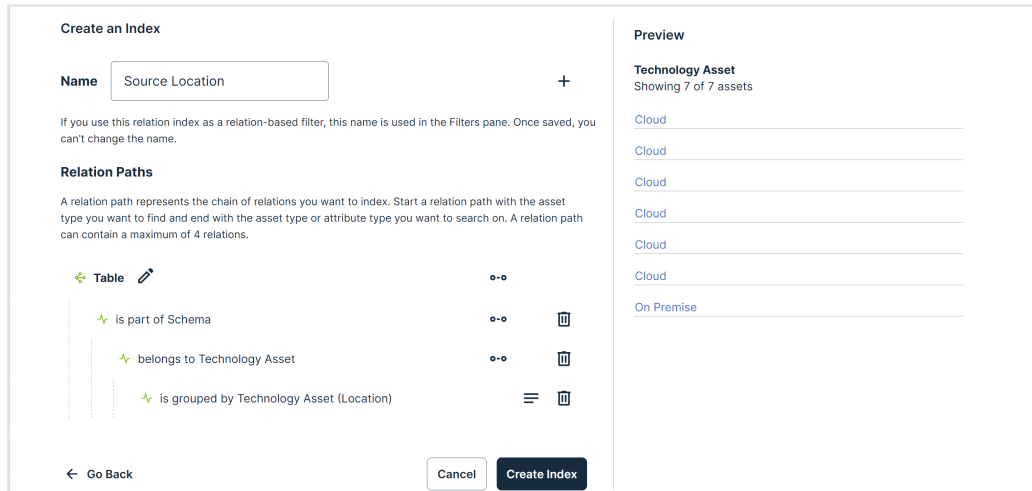 Create an Index
Name
Source Location
If you use this relation index as a relation-based filter, this name is used in the Filters pane. Once saved, you
can't change the name.
Relation Paths
A relation path represents the chain of relations you want to index. Start a relation path with the asset
type you want to find and end with the asset type or attribute type you want to search on. A relation path
can contain a maximum of 4 relations.
Table
is part of Schema
belongs to Technology Asset
is grouped by Technology Asset (Location)
Go Back
Cancel
Create Index
Preview
Technology Asset
Showing 7 of 7 assets
Cloud
Cloud
Cloud
Cloud
Cloud
Cloud
On Premise